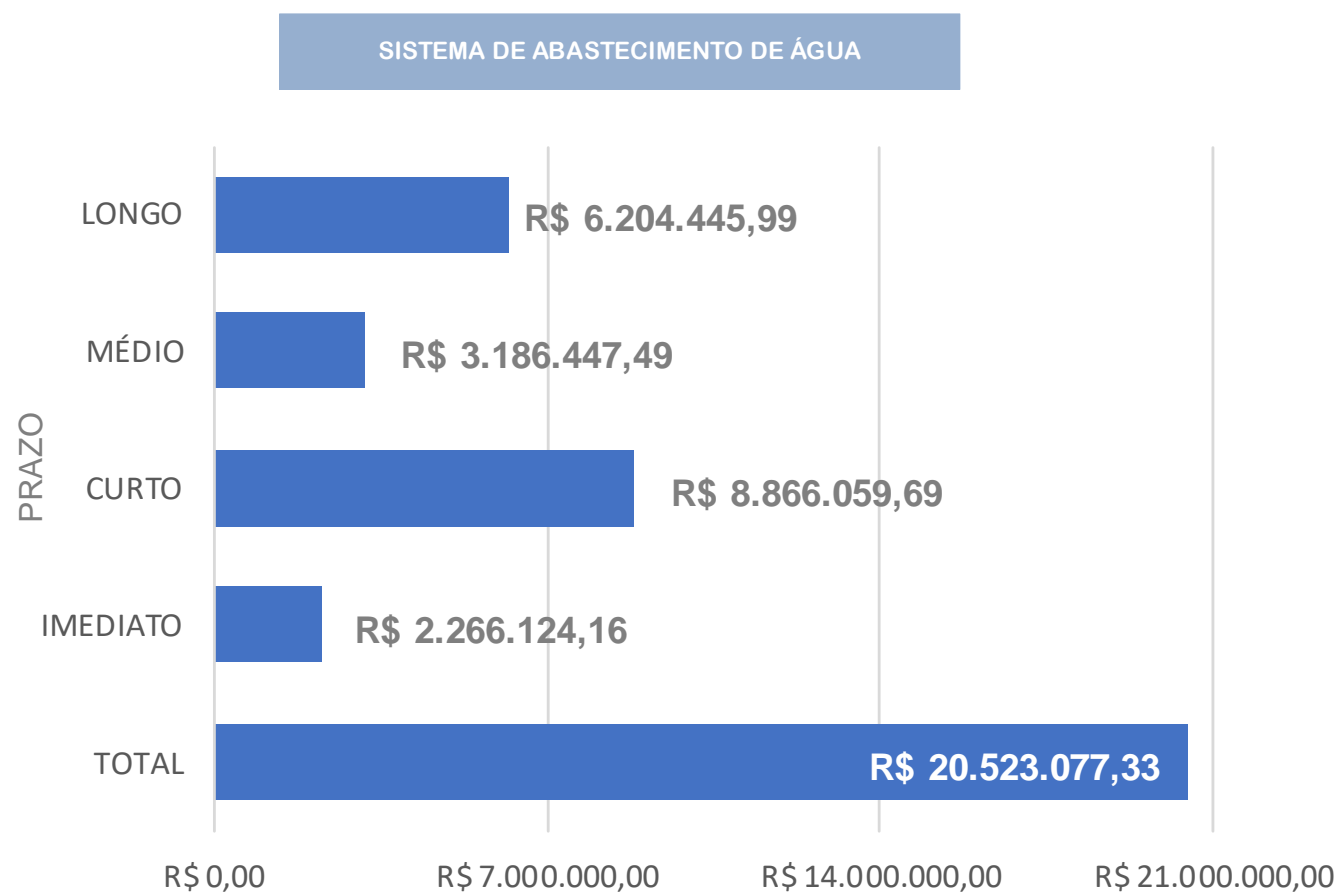 SISTEMA DE ABASTECIMENTO DE ÁGUA
LONGO
R$ 6.204.445,99
MÉDIO
R$ 3.186.447,49
PRAZO
CURTO
R$ 8.866.059,69
IMEDIATO
R$ 2.266.124,16
TOTAL
R$ 20.523.077,33
R$ 0,00
R$ 7.000.000,00
R$ 14.000.000,00
R$ 21.000.000,00